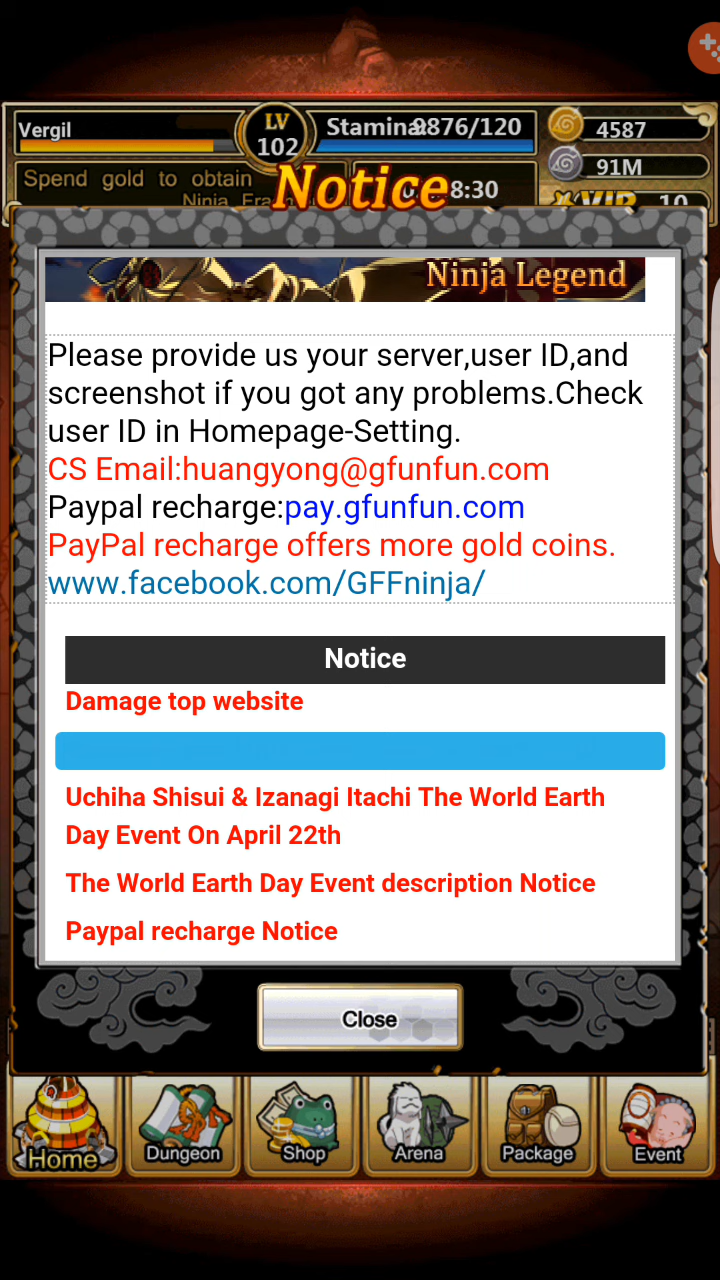 Vergil
LV
102
Stamina: 9876/120
4587
91M
Spend gold to obtain
Notice
8:30
VIP 10
Ninja Legend
Please provide us your server,user ID,and
screenshot if you got any problems.Check
user ID in Homepage-Setting.
CS Email:huangyong@gfunfun.com
Paypal recharge:pay.gfunfun.com
PayPal recharge offers more gold coins.
www.facebook.com/GFFninja/
Notice
Damage top website
Uchiha Shisui & Izanagi Itachi The World Earth
Day Event On April 22th
The World Earth Day Event description Notice
Paypal recharge Notice
Close
Home
Dungeon
Shop
Arena
Package
Event